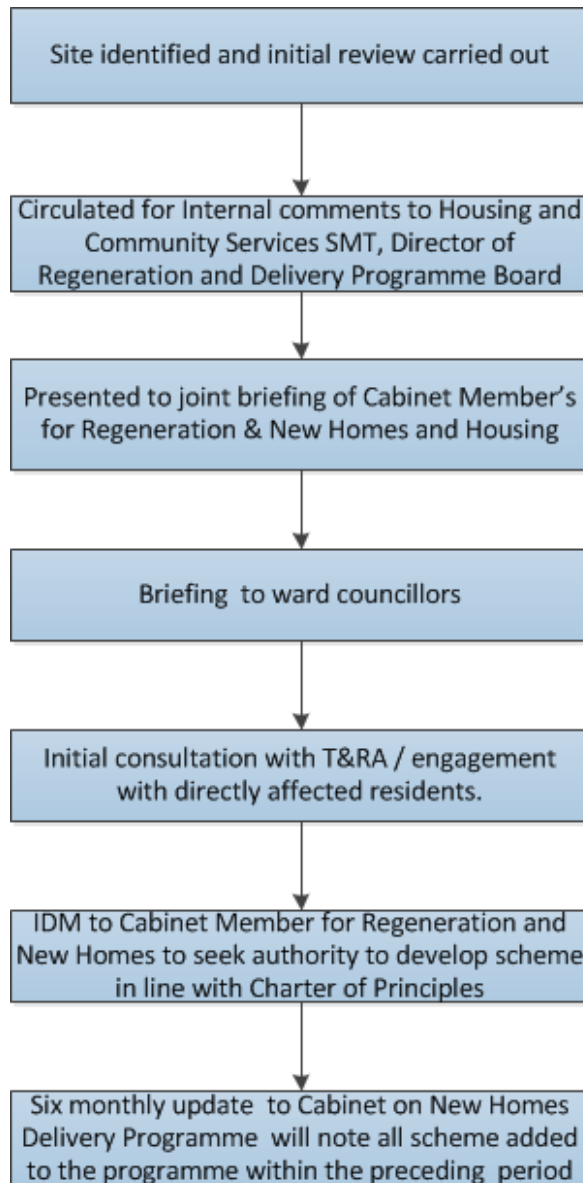 Site identified and initial review carried out
Circulated for Internal comments to Housing and
Community Services SMT, Director of
Regeneration and Delivery Programme Board
Presented to joint briefing of Cabinet Member's
for Regeneration & New Homes and Housing
Briefing to ward councillors
Initial consultation with T&RA / engagement
with directly affected residents.
IDM to Cabinet Member for Regeneration and
New Homes to seek authority to develop scheme
in line with Charter of Principles
Six monthly update to Cabinet on New Homes
Delivery Programme will note all scheme added
to the programme within the preceding period